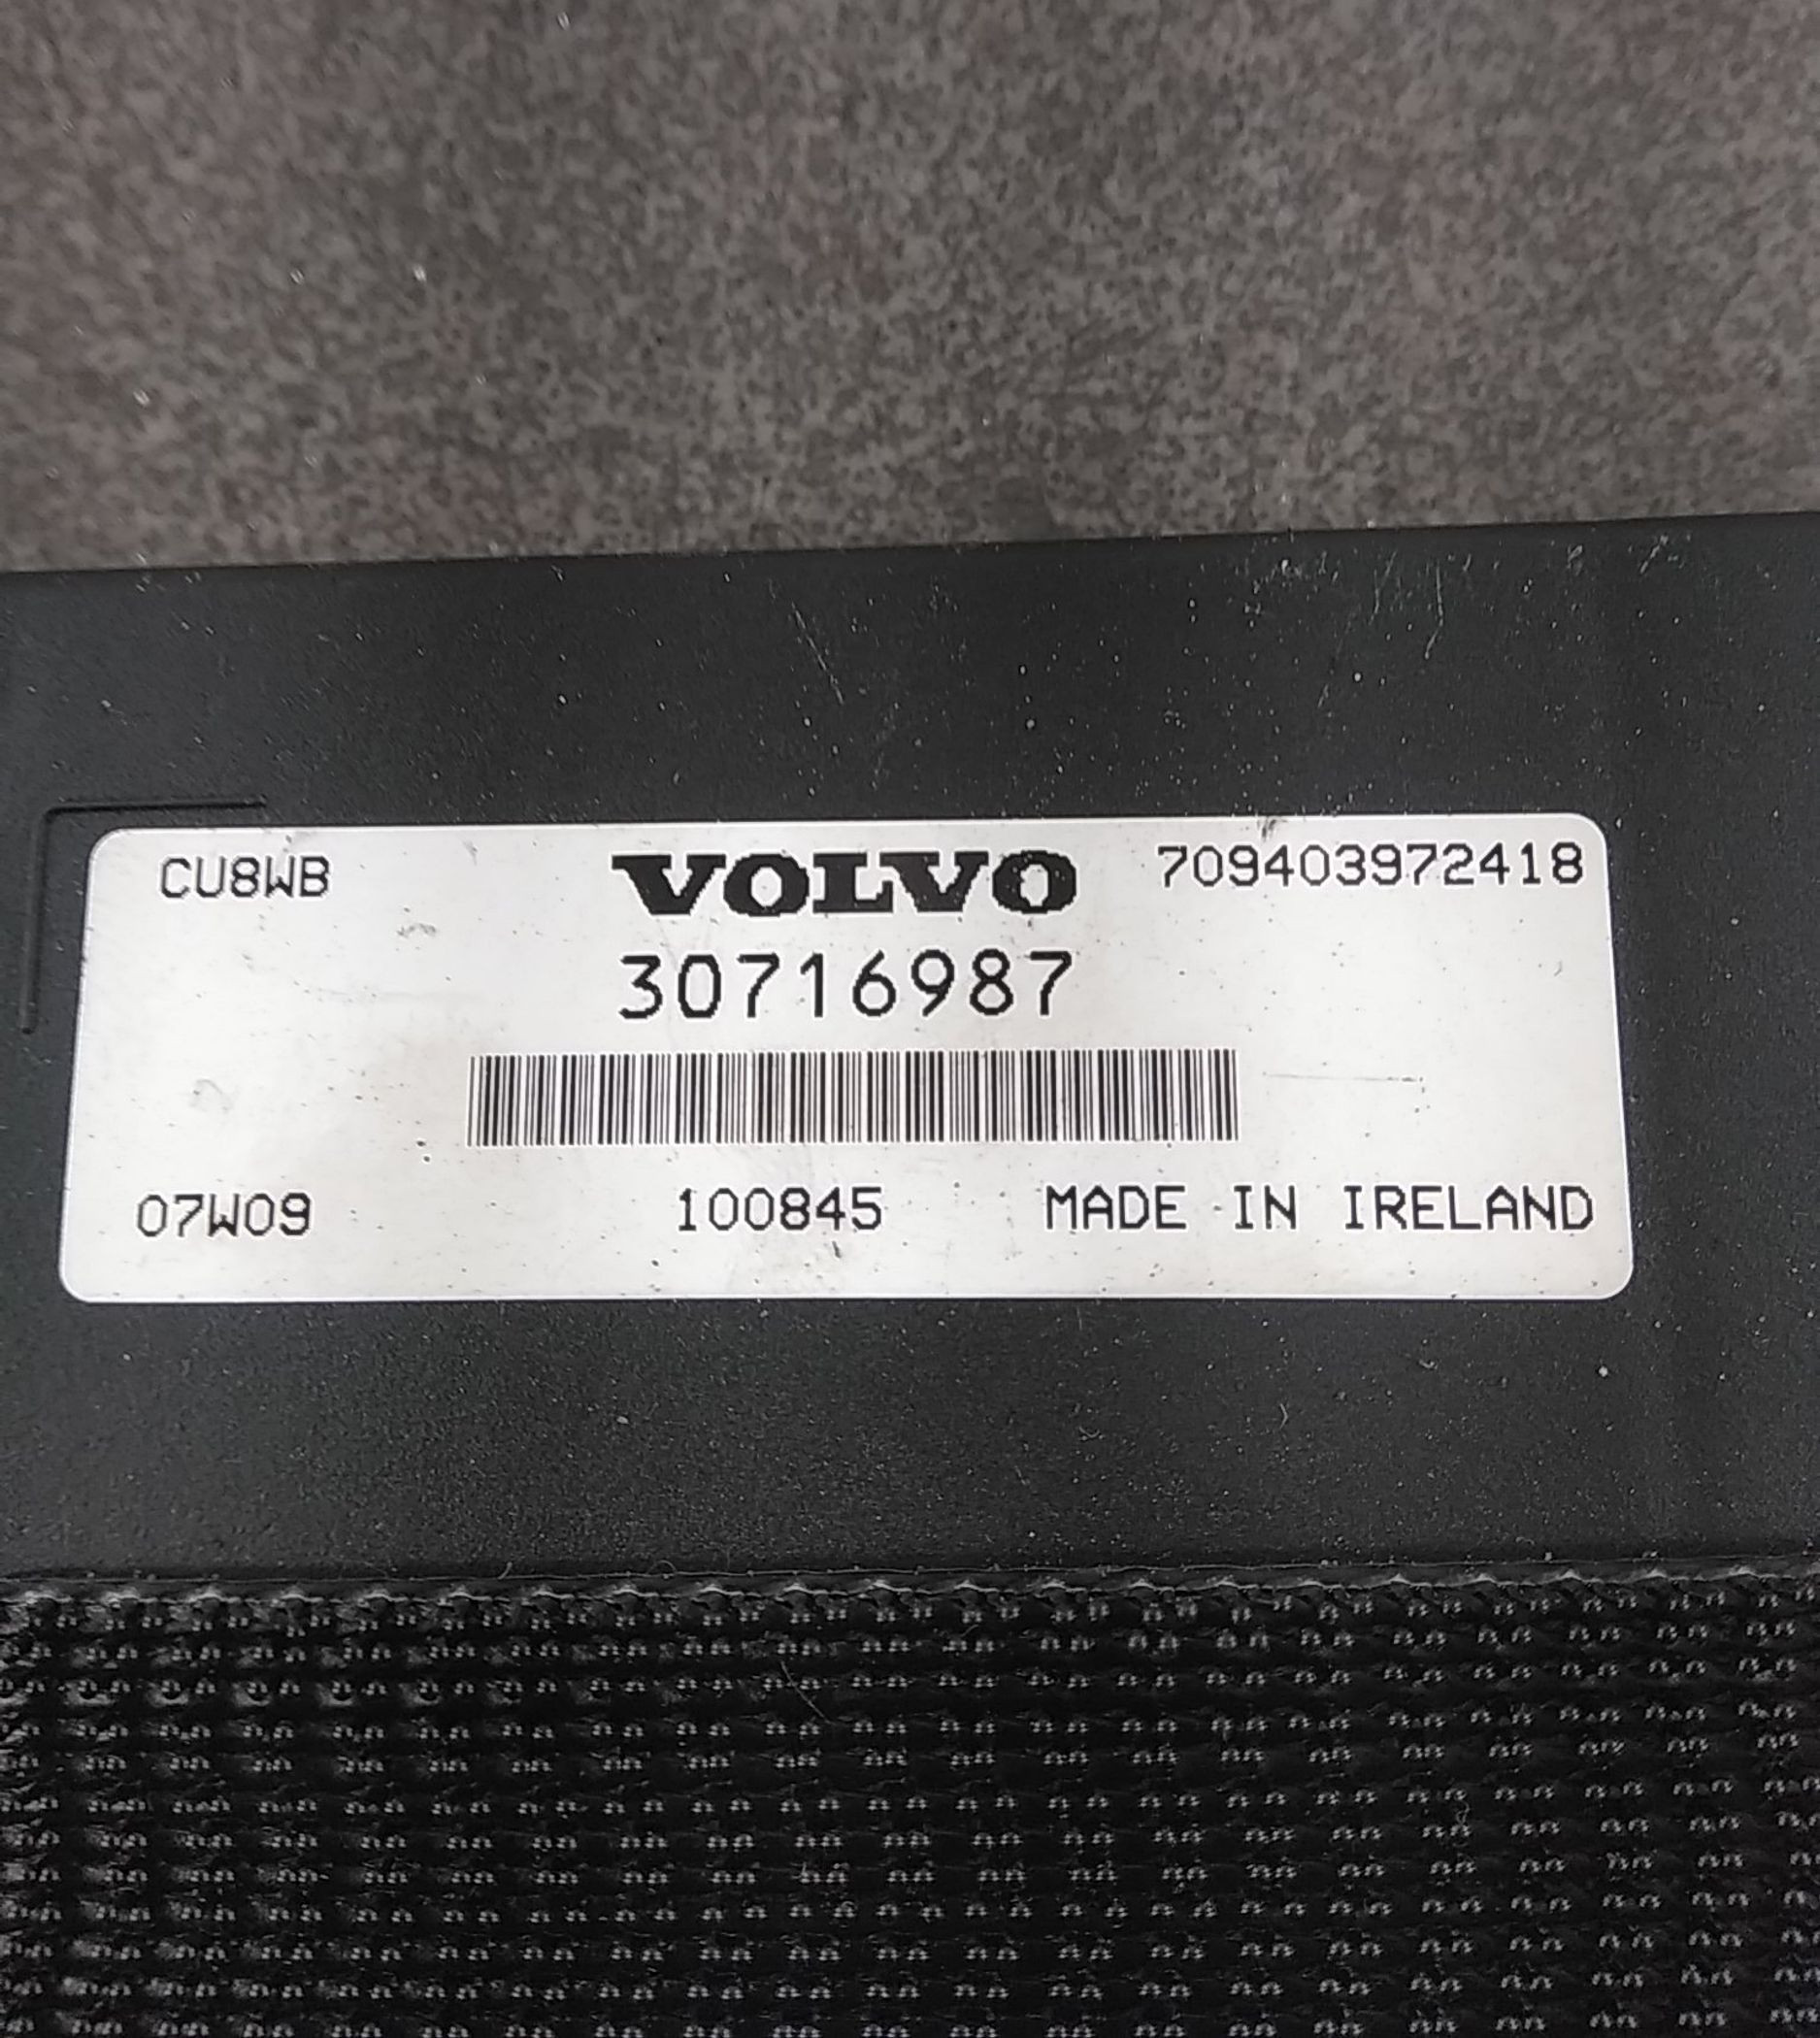 CU8WB VOLVO 709403972418
30716987
07W09 100845 MADE IN IRELAND